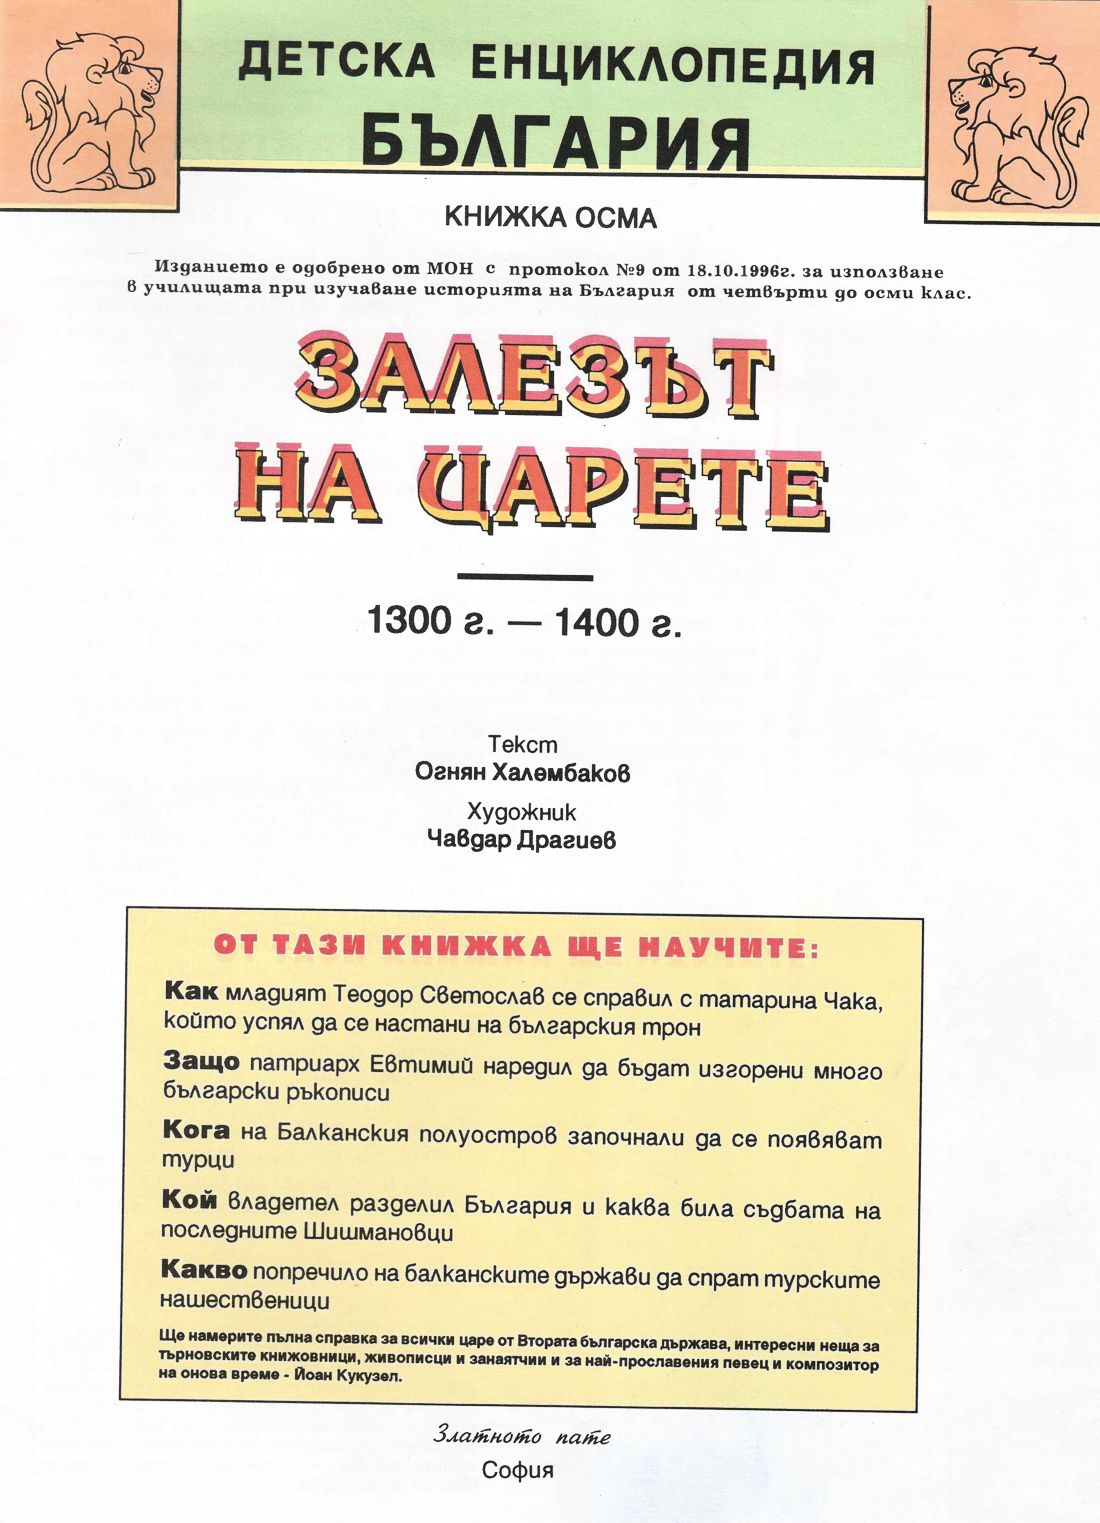 ДЕТСКА ЕНЦИКЛОПЕДИЯ
БЪЛГАРИЯ
КНИЖКА ОСМА
Изданието е одобрено от МОН с протокол №9 от 18.10.1996г. за използване
в училищата при изучаване историята на България от четвърти до осми клас.
ЗАЛЕЗЪТ
НА ЦАРЕТЕ
1300 г. — 1400 г.
Текст
Огнян Халембаков
Художник
Чавдар Драгиев
ОТ ТАЗИ КНИЖКА ЩЕ НАУЧИТЕ:
Как младият Теодор Светослав се справил с татарина Чака,
който успял да се настани на българския трон
Защо патриарх Евтимий наредил да бъдат изгорени много
български ръкописи
Кога на Балканския полуостров започнали да се появяват
турци
Кой владетел разделил България и каква била съдбата на
последните Шишмановци
Какво попречило на балканските държави да спрат турските
нашественици
Ще намерите пълна справка за всички царе от Втората българска държава, интересни неща за
търновските книжовници, живописци и занаятчии и за най-прославения певец и композитор
на онова време - Йоан Кукузел.
Златното пате
София